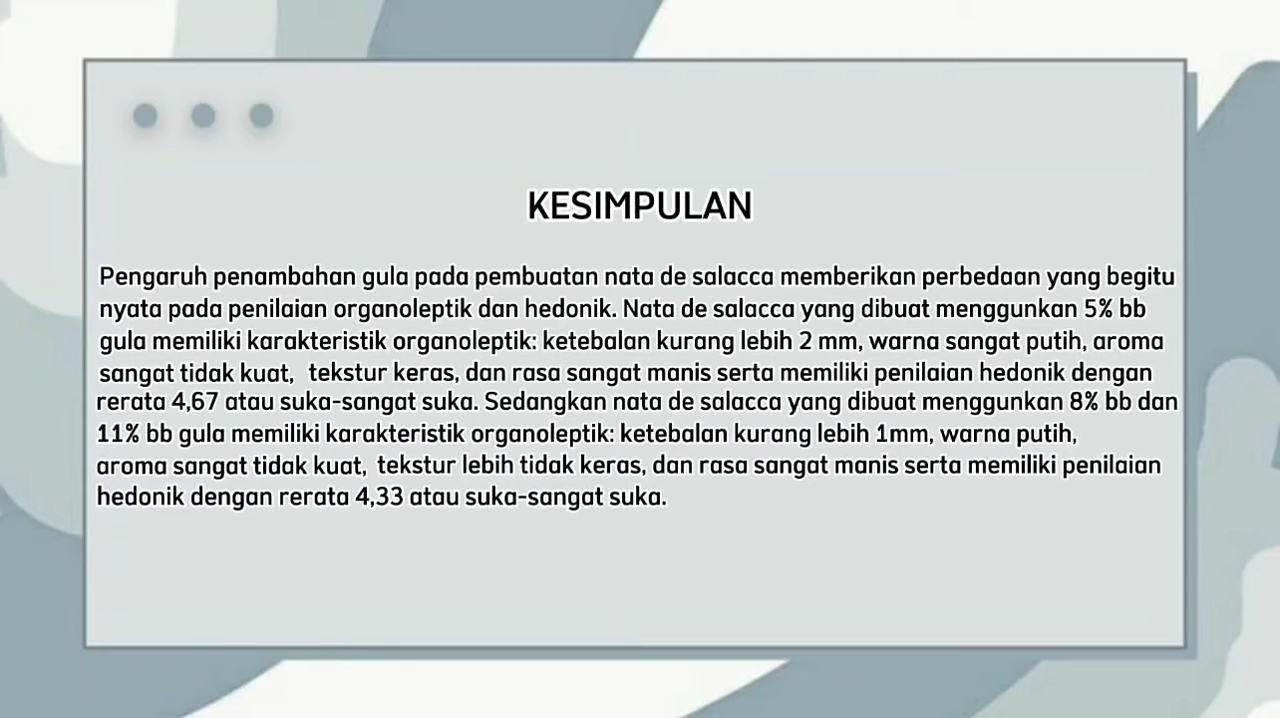 KESIMPULAN
Pengaruh penambahan gula pada pembuatan nata de salacca memberikan perbedaan yang begitu
nyata pada penilaian organoleptik dan hedonik. Nata de salacca yang dibuat menggunkan 5% bb
gula memiliki karakteristik organoleptik: ketebalan kurang lebih 2 mm, warna sangat putih, aroma
sangat tidak kuat, tekstur keras, dan rasa sangat manis serta memiliki penilaian hedonik dengan
rerata 4,67 atau suka-sangat suka. Sedangkan nata de salacca yang dibuat menggunkan 8% bb dan
11% bb gula memiliki karakteristik organoleptik: ketebalan kurang lebih 1mm, warna putih,
aroma sangat tidak kuat, tekstur lebih tidak keras, dan rasa sangat manis serta memiliki penilaian
hedonik dengan rerata 4,33 atau suka-sangat suka.